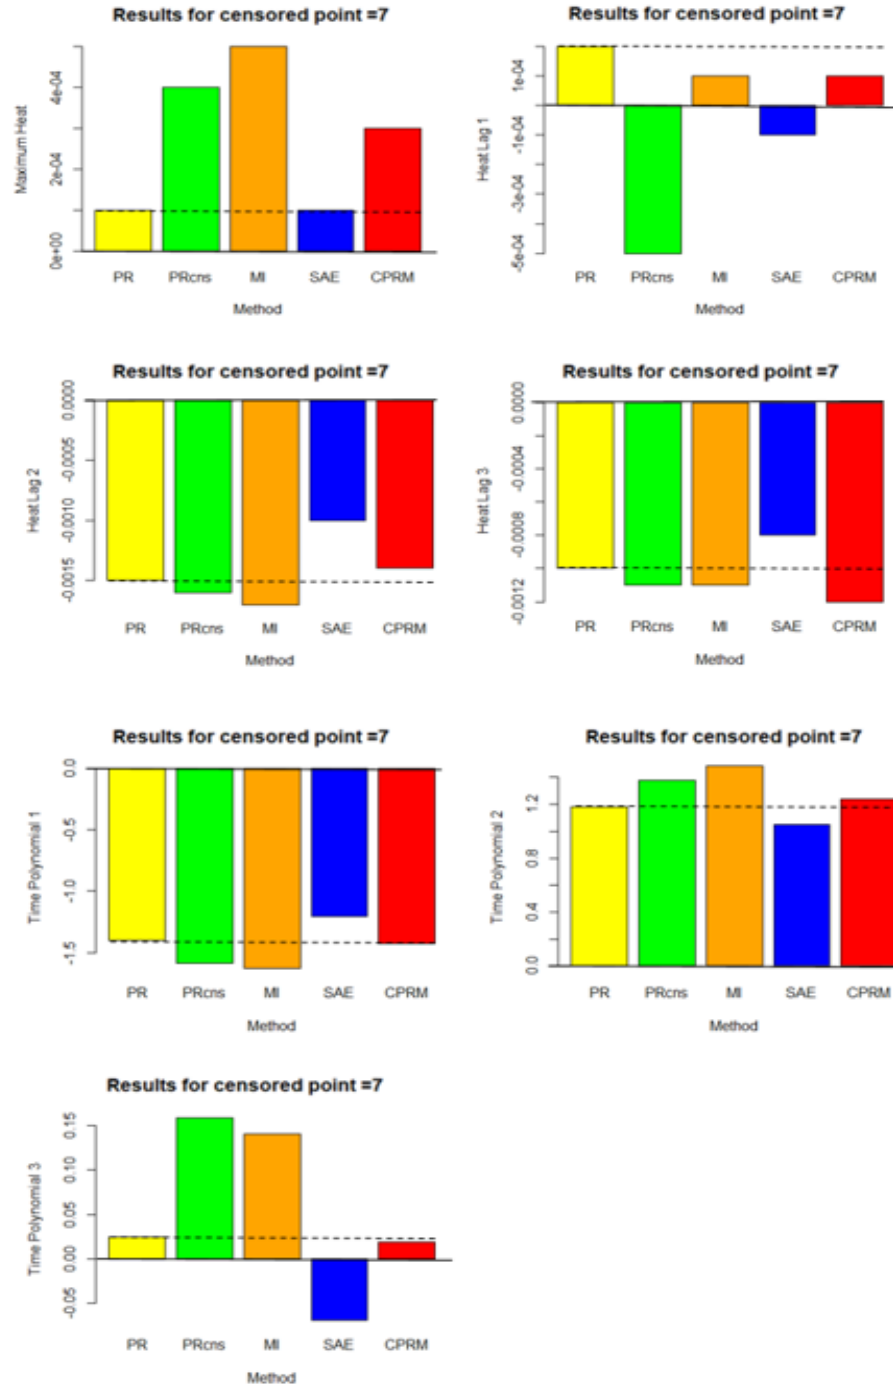 Results for censored point =7
Maximum Heat
4e-04
2e-04
0e+00
PR PRcns MI SAE CPRM
Method
Results for censored point =7
Heat Lag 1
1e-04
-1e-04
-3e-04
-5e-04
PR PRcns MI SAE CPRM
Method
Results for censored point =7
Heat Lag 2
0.0000
-0.0005
-0.0010
-0.0015
PR PRcns MI SAE CPRM
Method
Results for censored point =7
Heat Lag 3
0.0000
-0.0004
-0.0008
-0.0012
PR PRcns MI SAE CPRM
Method
Results for censored point =7
Time Polynomial 1
0.0
-0.5
-1.0
-1.5
PR PRcns MI SAE CPRM
Method
Results for censored point =7
Time Polynomial 2
1.2
0.8
0.4
0.0
PR PRcns MI SAE CPRM
Method
Results for censored point =7
Time Polynomial 3
0.15
0.10
0.05
0.00
-0.05
PR PRcns MI SAE CPRM
Method